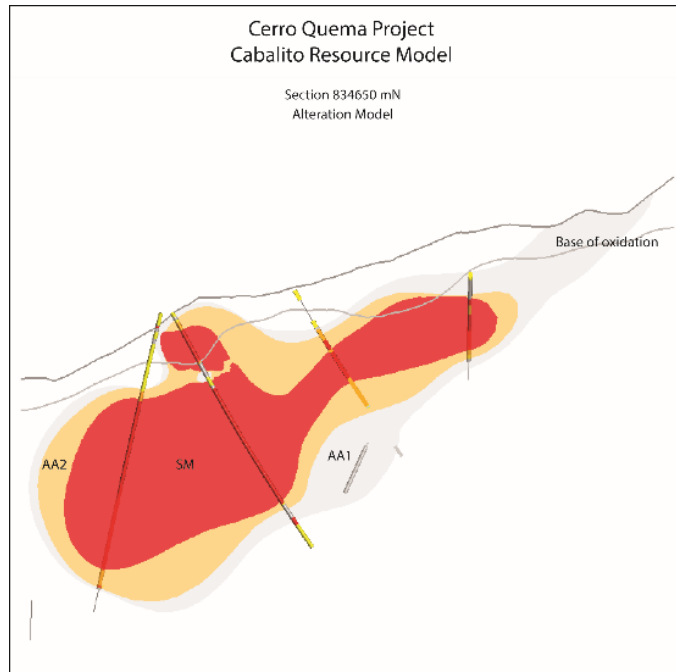 Cerro Quema Project
Cabalito Resource Model
Section 834650 mN
Alteration Model
Base of oxidation
AA2
SM
AA1